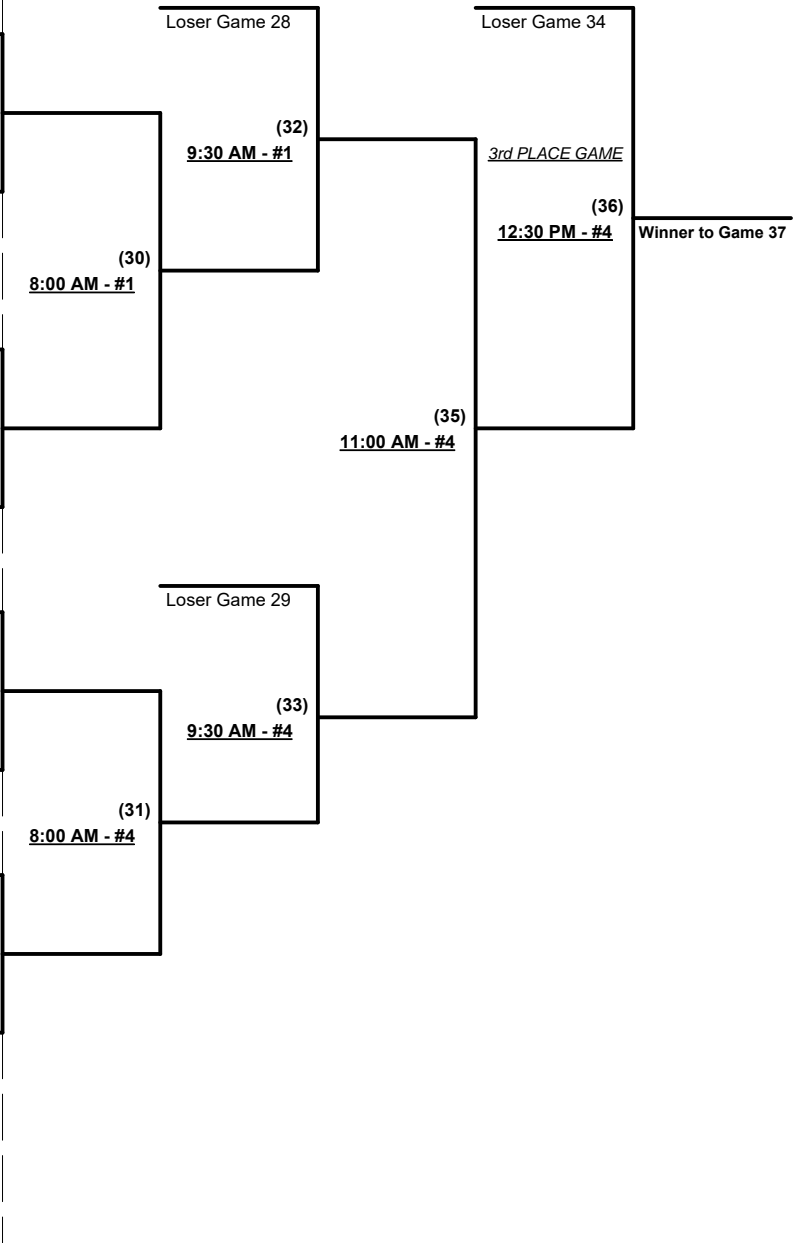 Loser Game 28
Loser Game 34
(32)
9:30 AM - #1
3rd PLACE GAME
(36)
12:30 PM - #4
Winner to Game 37
(30)
8:00 AM - #1
(35)
11:00 AM - #4
Loser Game 29
(33)
9:30 AM - #4
(31)
8:00 AM - #4